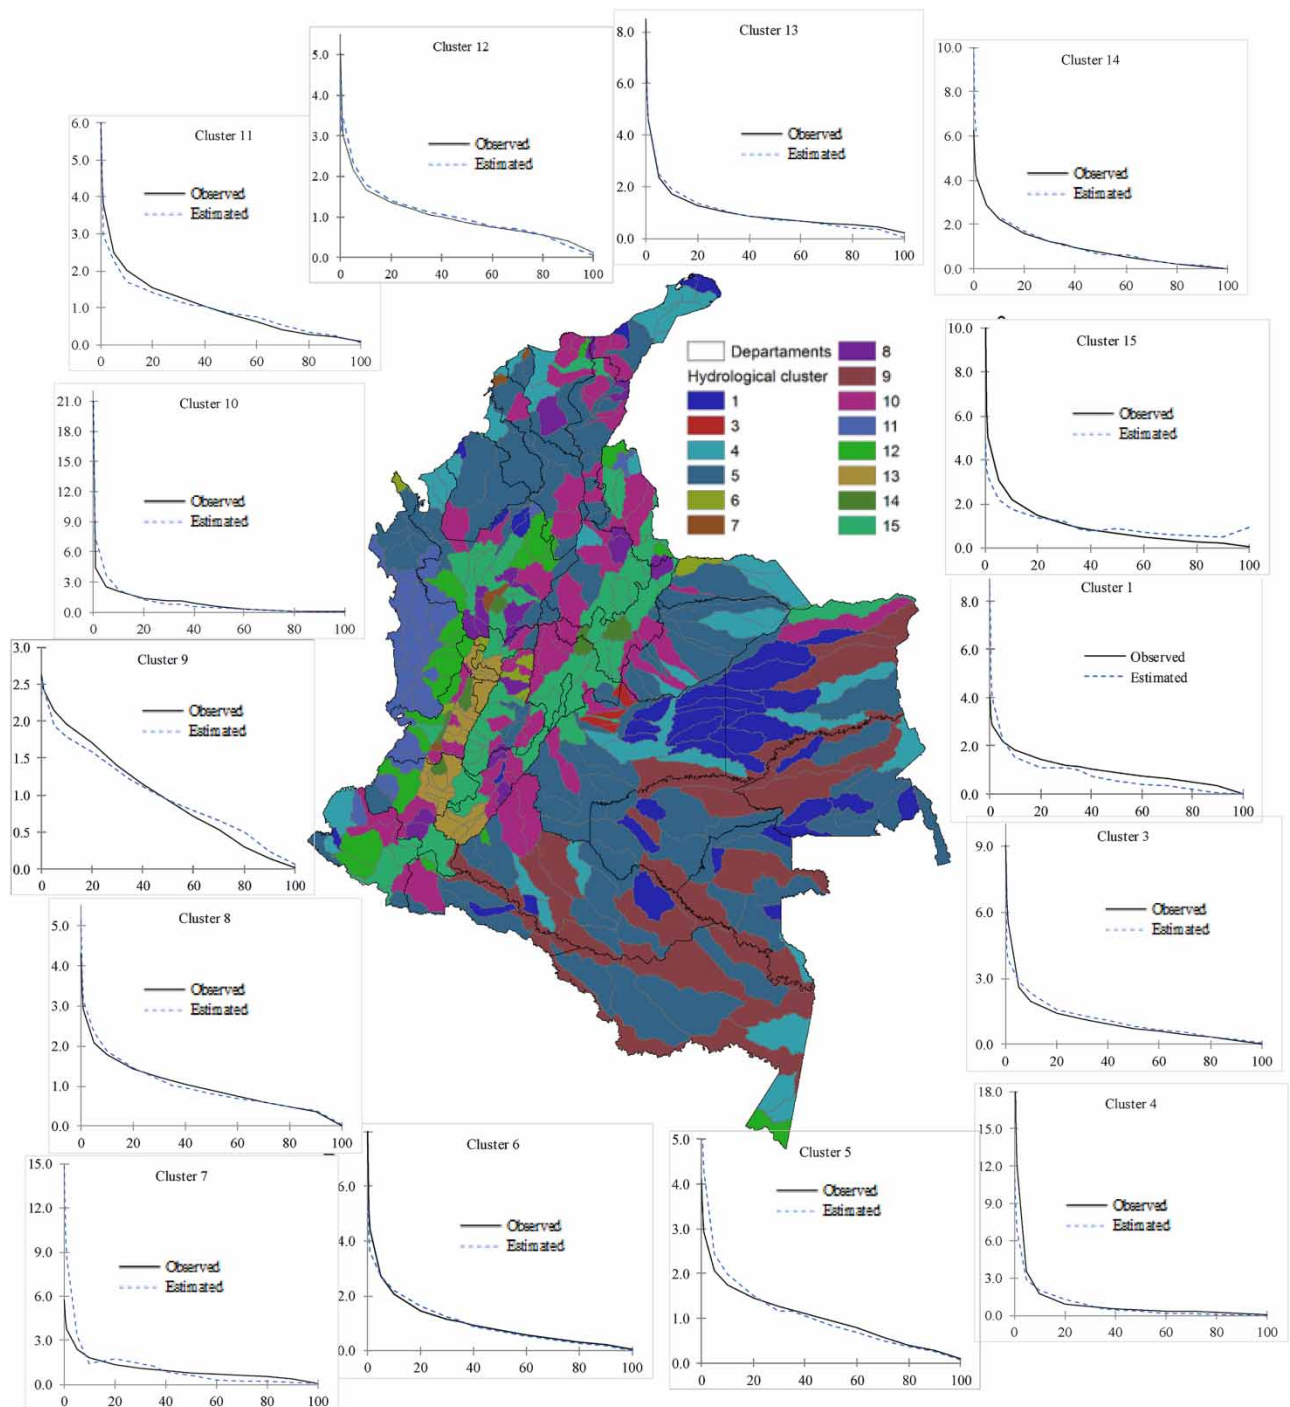 Cluster 12
5.0
4.0
3.0
2.0
1.0
0.0
Observed
Estimated
0 20 40 60 80 100
Cluster 13
8.0
6.0
4.0
2.0
0.0
Observed
Estimated
0 20 40 60 80 100
Cluster 14
10.0
8.0
6.0
4.0
2.0
0.0
Observed
Estimated
0 20 40 60 80 100
Cluster 11
6.0
5.0
4.0
3.0
2.0
1.0
0.0
Observed
Estimated
0 20 40 60 80 100
Cluster 15
10.0
8.0
6.0
4.0
2.0
0.0
Observed
Estimated
0 20 40 60 80 100
Departaments
Hydrological cluster
1
3
4
5
6
7
8
9
10
11
12
13
14
15
Cluster 10
21.0
18.0
15.0
12.0
9.0
6.0
3.0
0.0
Observed
Estimated
0 20 40 60 80 100
Cluster 1
8.0
6.0
4.0
2.0
0.0
Observed
Estimated
0 20 40 60 80 100
Cluster 9
3.0
2.5
2.0
1.5
1.0
0.5
0.0
Observed
Estimated
0 20 40 60 80 100
Cluster 3
9.0
6.0
3.0
0.0
Observed
Estimated
0 20 40 60 80 100
Cluster 8
5.0
4.0
3.0
2.0
1.0
0.0
Observed
Estimated
0 20 40 60 80 100
Cluster 4
18.0
15.0
12.0
9.0
6.0
3.0
0.0
Observed
Estimated
0 20 40 60 80 100
Cluster 7
15.0
12.0
9.0
6.0
3.0
0.0
Observed
Estimated
0 20 40 60 80 100
Cluster 6
6.0
4.0
2.0
0.0
Observed
Estimated
0 20 40 60 80 100
Cluster 5
5.0
4.0
3.0
2.0
1.0
0.0
Observed
Estimated
0 20 40 60 80 100